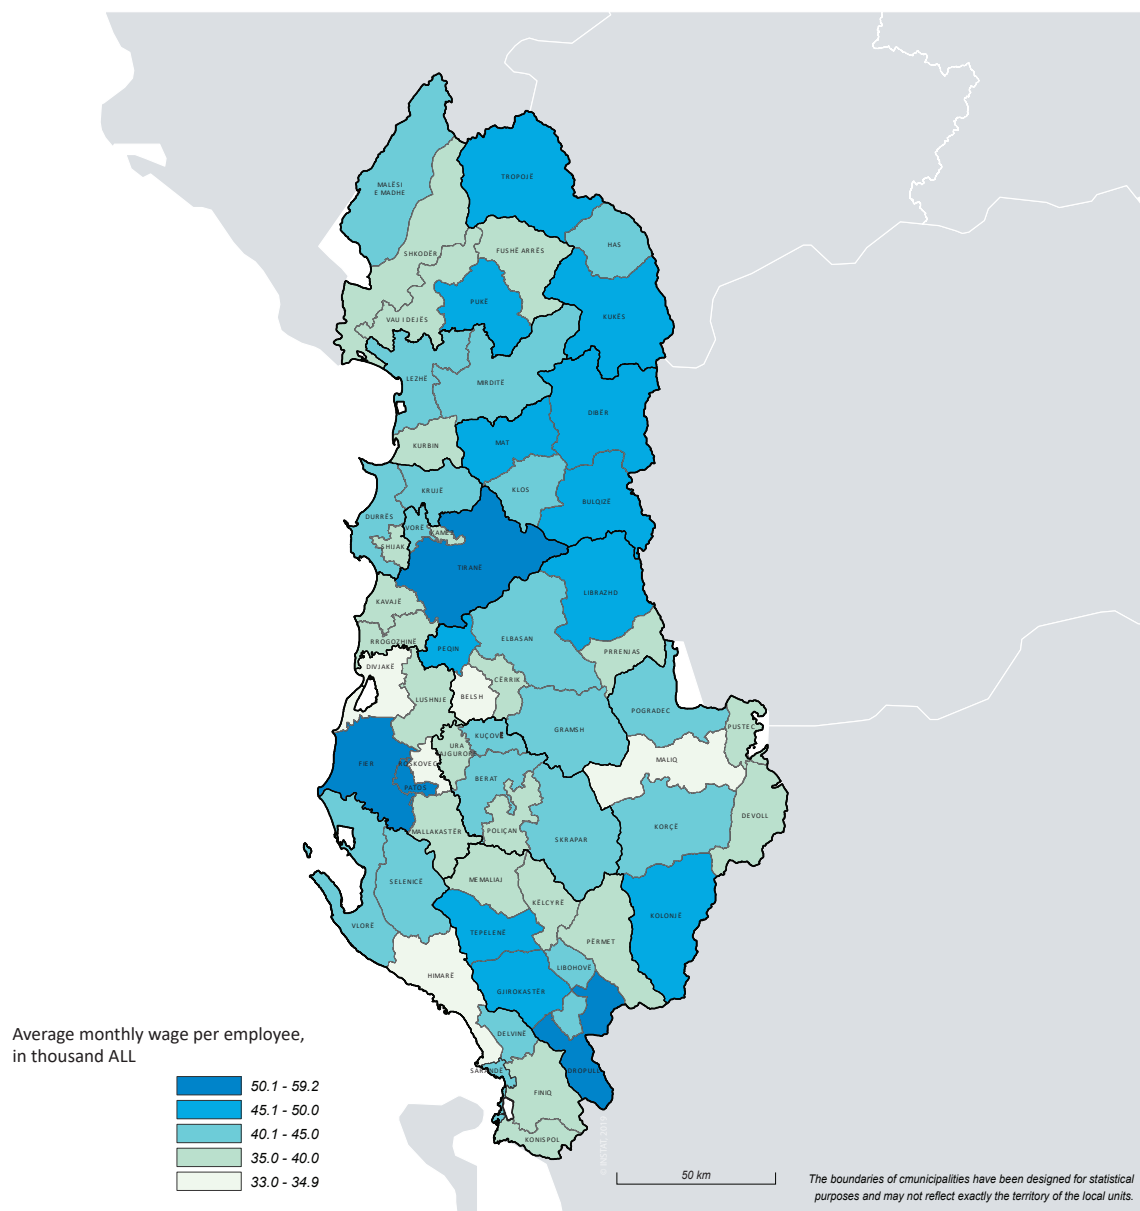 TROPOJË
MALËSI
E MADHE
HAS
SHKODËR
FUSHË ARRËS
PUKË
KUKËS
VAU I DEJËS
LEZHË
MIRDITË
DIBËR
KURBIN
MAT
KRUJË
KLOS
BULQIZË
DURRËS
VORË
KAMËZ
SHIJAK
TIRANË
LIBRAZHD
KAVAJË
ELBASAN
RROGOZHINË
PEQIN
PRRENJAS
DIVJAKË
CËRRIK
BELSH
LUSHNJE
POGRADEC
PUSTEC
GRAMSH
KUÇOVË
URA
VAJGURORE
MALIQ
FIER
ROSKOVEC
BERAT
PATOS
DEVOLL
KORÇË
MALLAKASTËR
POLIÇAN
SKRAPAR
SELENICË
MEMALIAJ
KËLCYRË
KOLONJË
VLORË
TEPELENË
PËRMET
LIBOHOVË
HIMARË
GJIROKASTËR
DELVINË
SARANDË
DROPULL
FINIQ
KONISPOL
Average monthly wage per employee,
in thousand ALL
50.1 - 59.2
45.1 - 50.0
40.1 - 45.0
35.0 - 40.0
33.0 - 34.9
50 km
The boundaries of cmunicipalities have been designed for statistical
purposes and may not reflect exactly the territory of the local units.